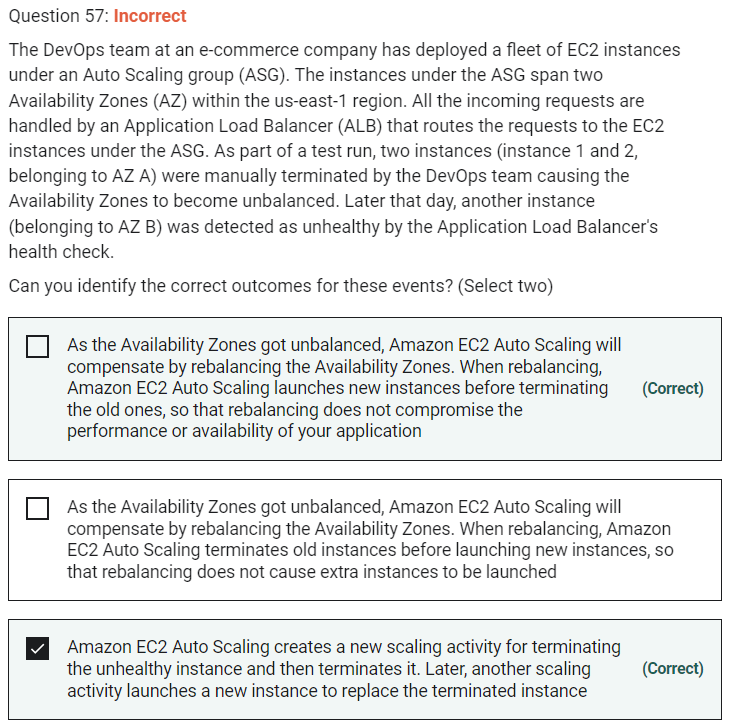 Question 57: Incorrect
The DevOps team at an e-commerce company has deployed a fleet of EC2 instances
under an Auto Scaling group (ASG). The instances under the ASG span two
Availability Zones (AZ) within the us-east-1 region. All the incoming requests are
handled by an Application Load Balancer (ALB) that routes the requests to the EC2
instances under the ASG. As part of a test run, two instances (instance 1 and 2,
belonging to AZ A) were manually terminated by the DevOps team causing the
Availability Zones to become unbalanced. Later that day, another instance
(belonging to AZ B) was detected as unhealthy by the Application Load Balancer's
health check.
Can you identify the correct outcomes for these events? (Select two)
As the Availability Zones got unbalanced, Amazon EC2 Auto Scaling will
compensate by rebalancing the Availability Zones. When rebalancing,
Amazon EC2 Auto Scaling launches new instances before terminating
the old ones, so that rebalancing does not compromise the
performance or availability of your application
(Correct)
As the Availability Zones got unbalanced, Amazon EC2 Auto Scaling will
compensate by rebalancing the Availability Zones. When rebalancing, Amazon
EC2 Auto Scaling terminates old instances before launching new instances, so
that rebalancing does not cause extra instances to be launched
Amazon EC2 Auto Scaling creates a new scaling activity for terminating
the unhealthy instance and then terminates it. Later, another scaling
activity launches a new instance to replace the terminated instance
(Correct)